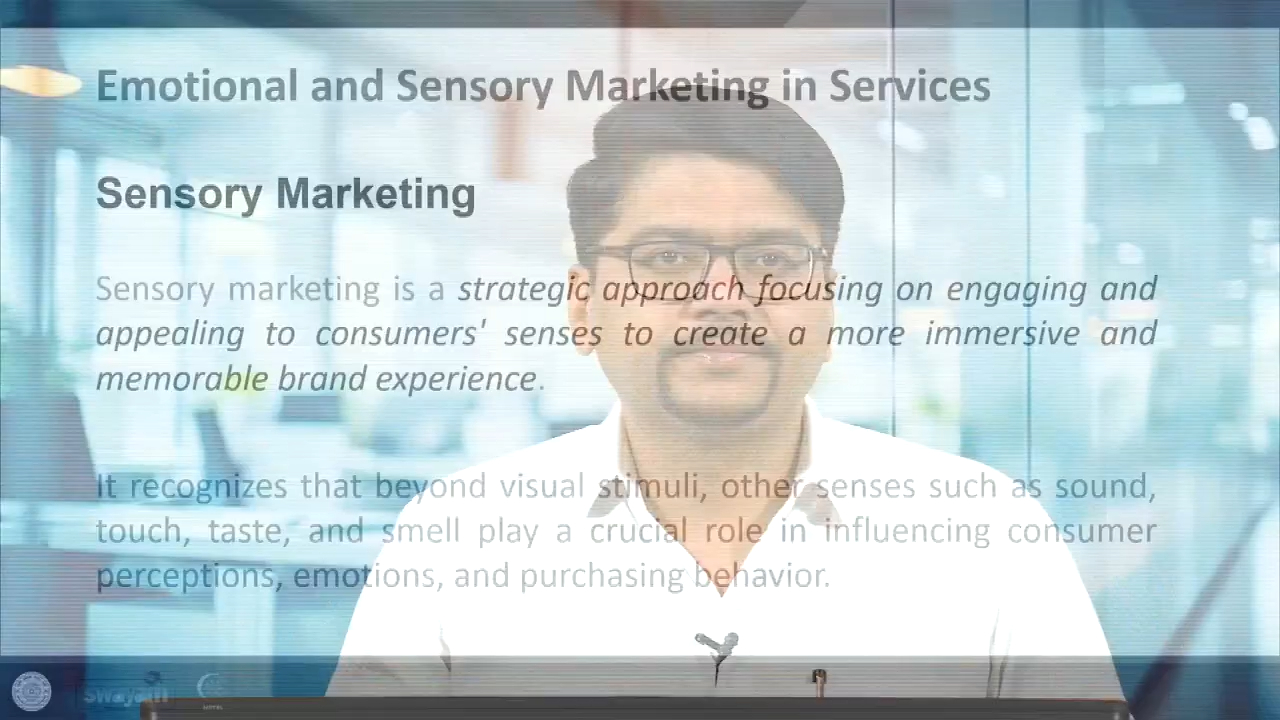 Emotional and Sensory Marketing in Services
Sensory Marketing
Sensory marketing is a strategic approach focusing on engaging and
appealing to consumers' senses to create a more immersive and
memorable brand experience.
It recognizes that beyond visual stimuli, other senses such as sound,
touch, taste, and smell play a crucial role in influencing consumer
perceptions, emotions, and purchasing behavior.
swayam